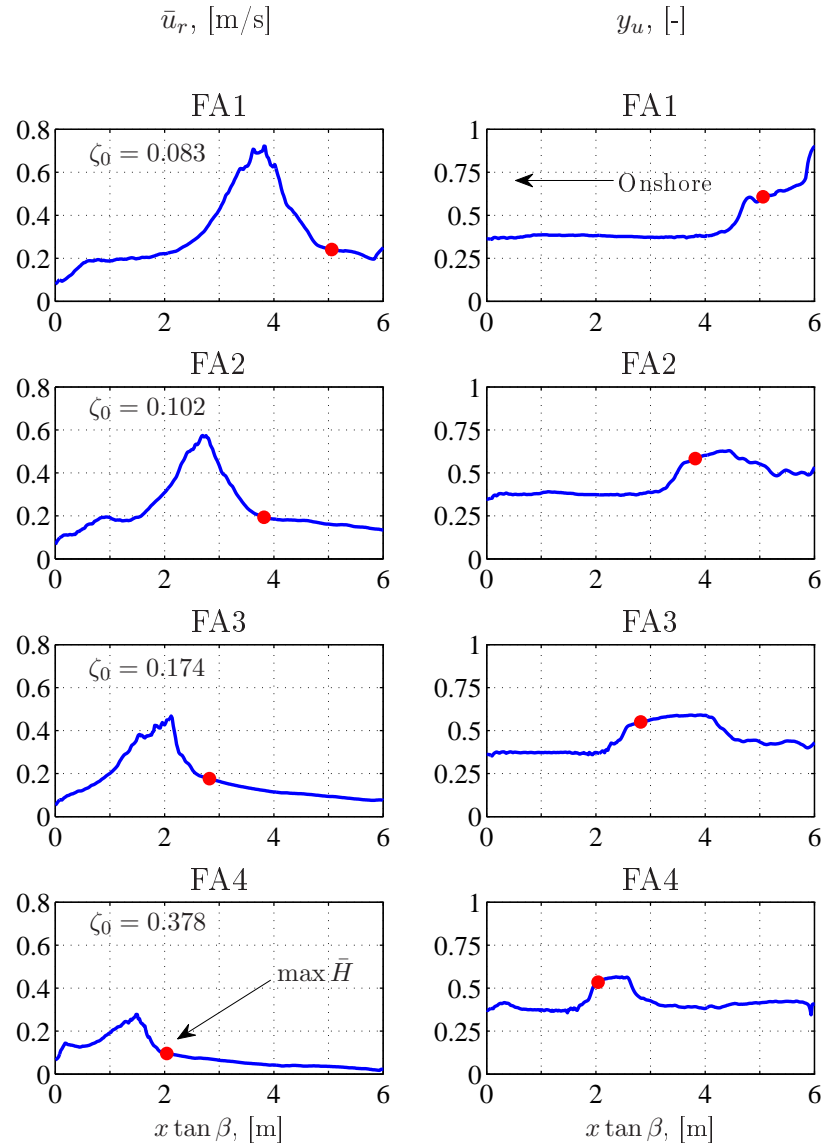 ū_r, [m/s]
y_u, [-]
FA1
FA1
0.8
0.6
0.4
0.2
0
ζ_0 = 0.083
0 2 4 6
1
0.75
0.5
0.25
0
Onshore
0 2 4 6
FA2
FA2
0.8
0.6
0.4
0.2
0
ζ_0 = 0.102
0 2 4 6
1
0.75
0.5
0.25
0
0 2 4 6
FA3
FA3
0.8
0.6
0.4
0.2
0
ζ_0 = 0.174
0 2 4 6
1
0.75
0.5
0.25
0
0 2 4 6
FA4
FA4
0.8
0.6
0.4
0.2
0
ζ_0 = 0.378
max H̄
0 2 4 6
x tan β, [m]
1
0.75
0.5
0.25
0
0 2 4 6
x tan β, [m]